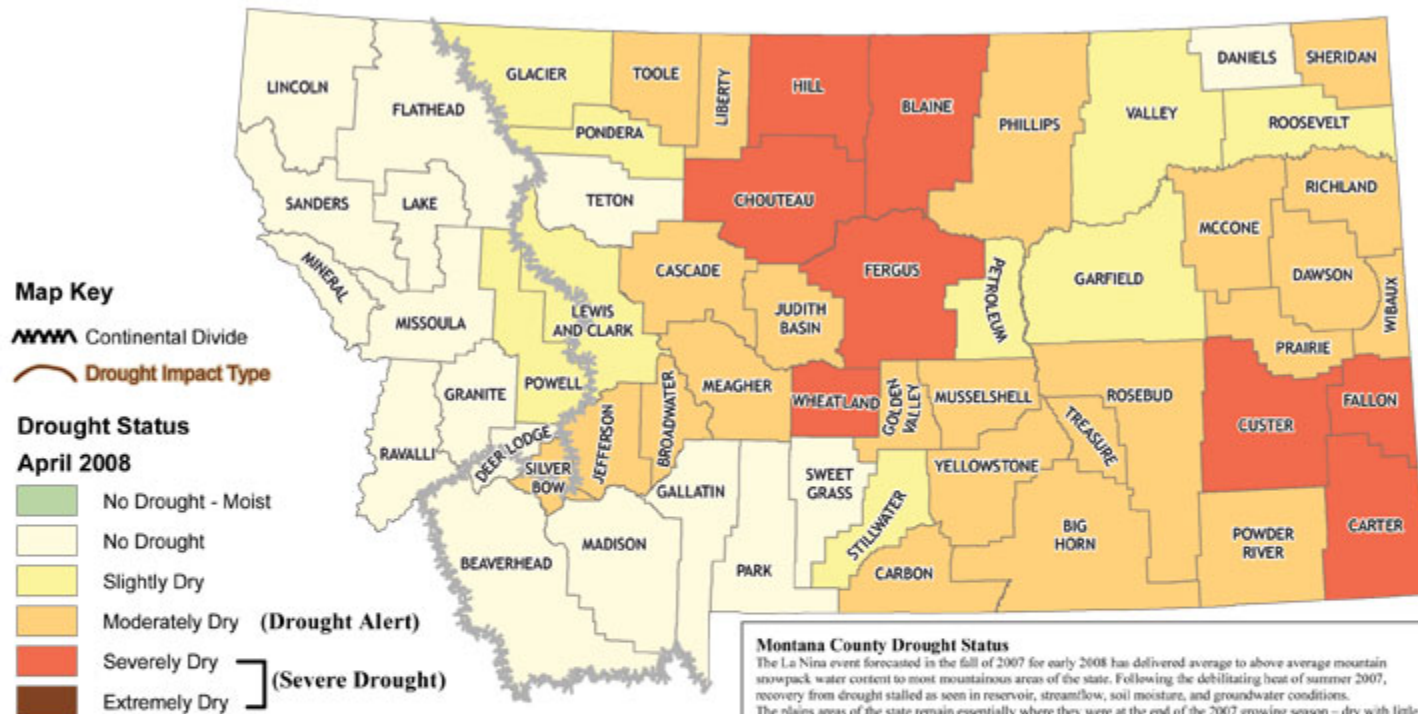 LINCOLN
FLATHEAD
GLACIER
TOOLE
LIBERTY
HILL
BLAINE
PHILLIPS
VALLEY
DANIELS
SHERIDAN
ROOSEVELT
PONDERA
TETON
CHOUTEAU
SANDERS
LAKE
RICHLAND
MCCONE
MINERAL
MISSOULA
LEWIS
AND CLARK
CASCADE
JUDITH
BASIN
FERGUS
PETROLEUM
GARFIELD
DAWSON
WIBAUX
PRAIRIE
GRANITE
POWELL
MEAGHER
WHEATLAND
GOLDEN
VALLEY
MUSSELSHELL
ROSEBUD
TREASURE
CUSTER
FALLON
RAVALLI
DEER LODGE
SILVER
BOW
JEFFERSON
BROADWATER
GALLATIN
SWEET
GRASS
STILLWATER
YELLOWSTONE
BIG
HORN
POWDER
RIVER
CARTER
BEAVERHEAD
MADISON
PARK
CARBON
Map Key
Continental Divide
Drought Impact Type
Drought Status
April 2008
No Drought - Moist
No Drought
Slightly Dry
Moderately Dry (Drought Alert)
Severely Dry
(Severe Drought)
Extremely Dry
Montana County Drought Status
The La Nina event forecasted in the fall of 2007 for early 2008 has delivered average to above average mountain
snowpack water content to most mountainous areas of the state. Following the debilitating heat of summer 2007,
recovery from drought stalled as seen in reservoir, streamflow, soil moisture, and groundwater conditions.
The plains areas of the state remain essentially where they were at the end of the 2007 growing season – dry with little